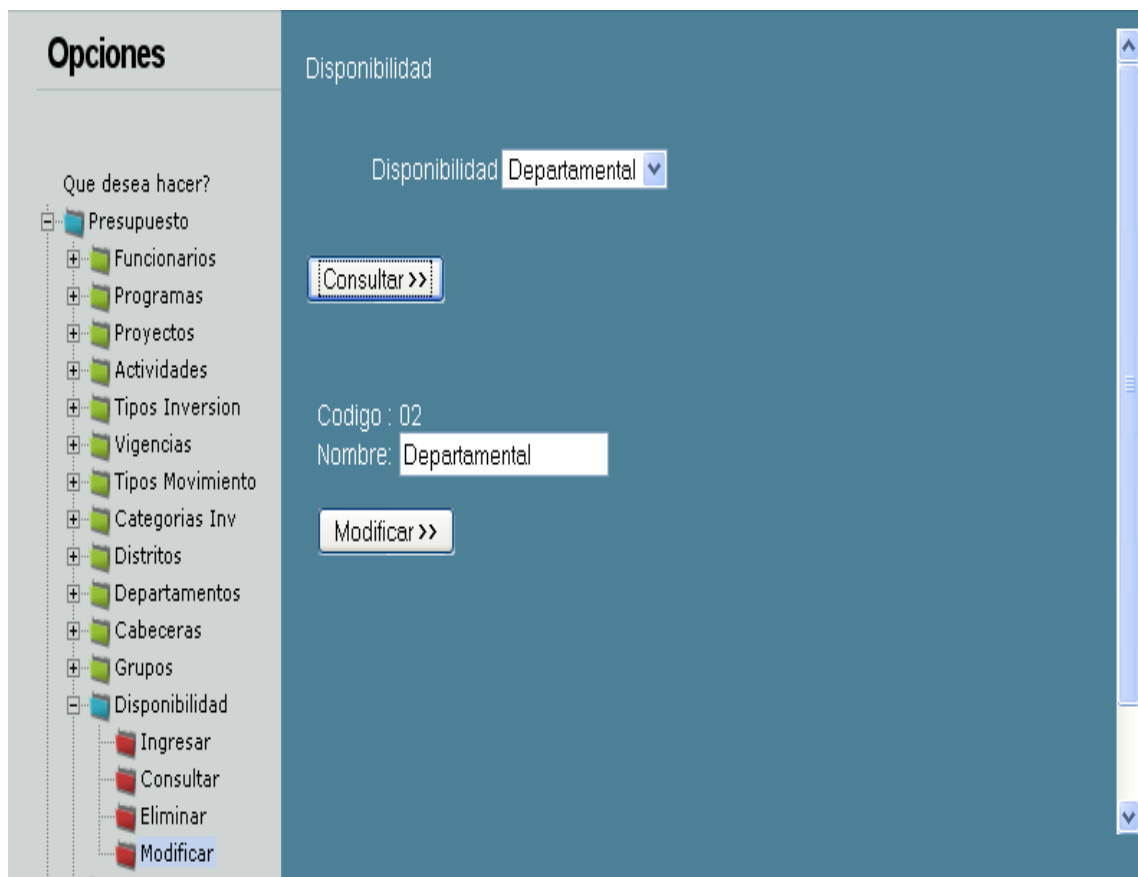 Opciones
Que desea hacer?
Presupuesto
Funcionarios
Programas
Proyectos
Actividades
Tipos Inversion
Vigencias
Tipos Movimiento
Categorias Inv
Distritos
Departamentos
Cabeceras
Grupos
Disponibilidad
Ingresar
Consultar
Eliminar
Modificar
Disponibilidad
Disponibilidad Departamental
Consultar >>
Codigo : 02
Nombre: Departamental
Modificar >>